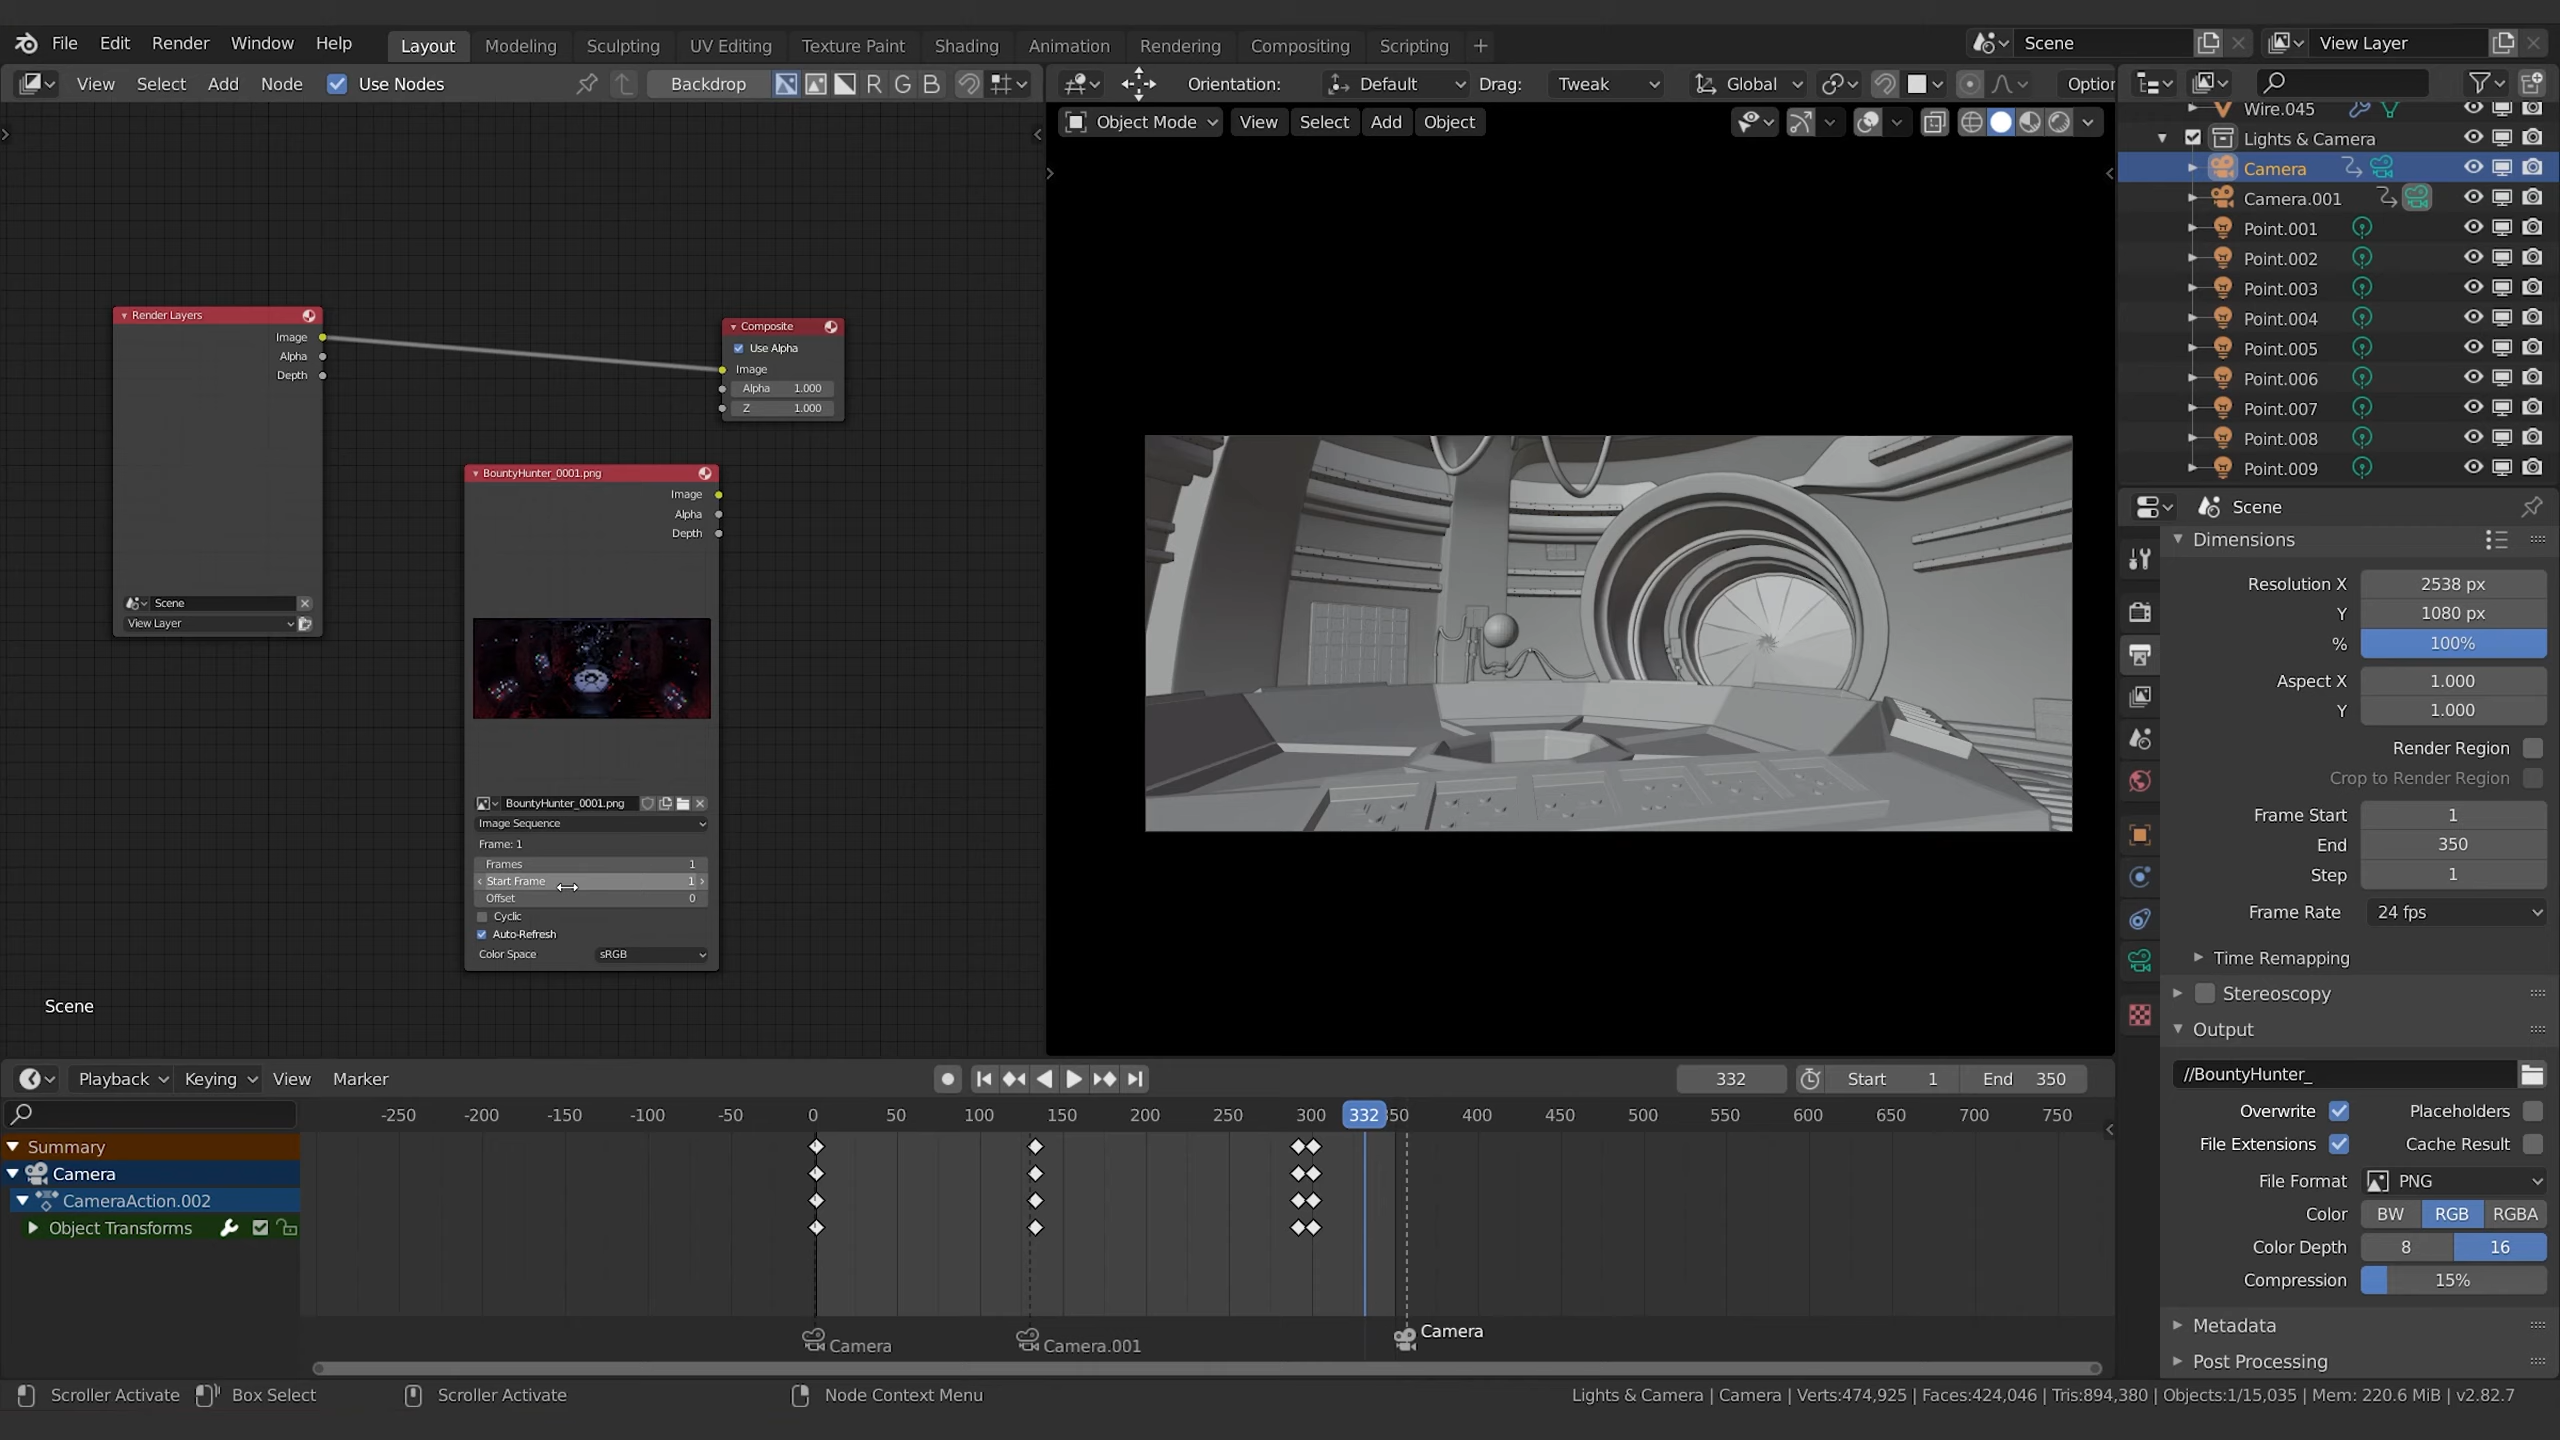 File Edit Render Window Help Layout Modeling Sculpting UV Editing Texture Paint Shading Animation Rendering Compositing Scripting + Scene View Layer
View Select Add Node Use Nodes Backdrop R G B Orientation: Default Drag: Tweak Global Option
Object Mode View Select Add Object
Wire.045
Lights & Camera
Camera
Camera.001
Point.001
Point.002
Point.003
Point.004
Point.005
Point.006
Point.007
Point.008
Point.009
Render Layers
Image
Alpha
Depth
Scene
View Layer
Composite
Use Alpha
Image
Alpha 1.000
Z 1.000
BountyHunter_0001.png
Image
Alpha
Depth
BountyHunter_0001.png
Image Sequence
Frame: 1
Frames 1
Start Frame 1
Offset 0
Cyclic
Auto-Refresh
Color Space sRGB
Scene
Scene
Dimensions
Resolution X 2538 px
Y 1080 px
% 100%
Aspect X 1.000
Y 1.000
Render Region
Crop to Render Region
Frame Start 1
End 350
Step 1
Frame Rate 24 fps
Time Remapping
Stereoscopy
Output
//BountyHunter_
Overwrite Placeholders
File Extensions Cache Result
File Format PNG
Color BW RGB RGBA
Color Depth 8 16
Compression 15%
Metadata
Post Processing
Playback Keying View Marker 332 Start 1 End 350
-250 -200 -150 -100 -50 0 50 100 150 200 250 300 332 50 400 450 500 550 600 650 700 750
Summary
Camera
CameraAction.002
Object Transforms
Camera Camera.001 Camera
Scroller Activate Box Select Scroller Activate Node Context Menu Lights & Camera | Camera | Verts:474,925 | Faces:424,046 | Tris:894,380 | Objects:1/15,035 | Mem: 220.6 MiB | v2.82.7